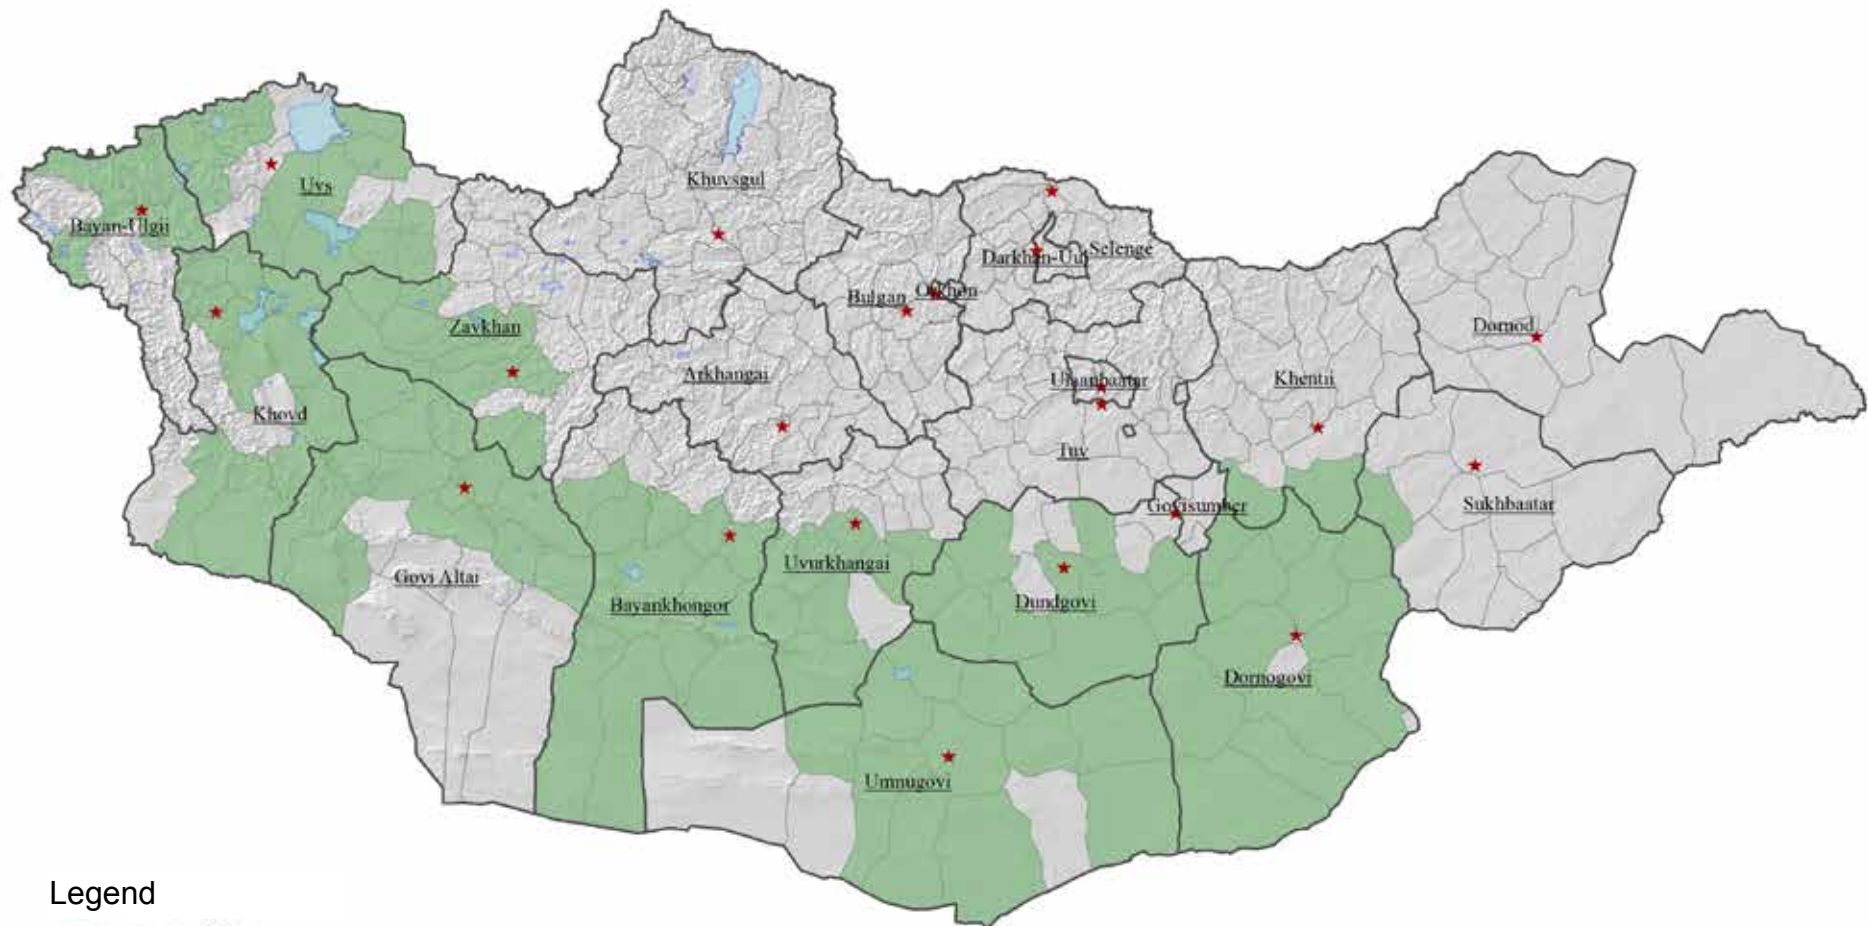 Khuvsgul
Uvs
Bayan-Ulgii
Darkhan-Uul
Selenge
Bulgan
Orkhon
Zavkhan
Dornod
Arkhangai
Ulaanbaatar
Khentii
Khovd
Tuv
Govisumber
Sukhbaatar
Uvurkhangai
Govi Altai
Bayankhongor
Dundgovi
Dornogovi
Umnugovi
Legend